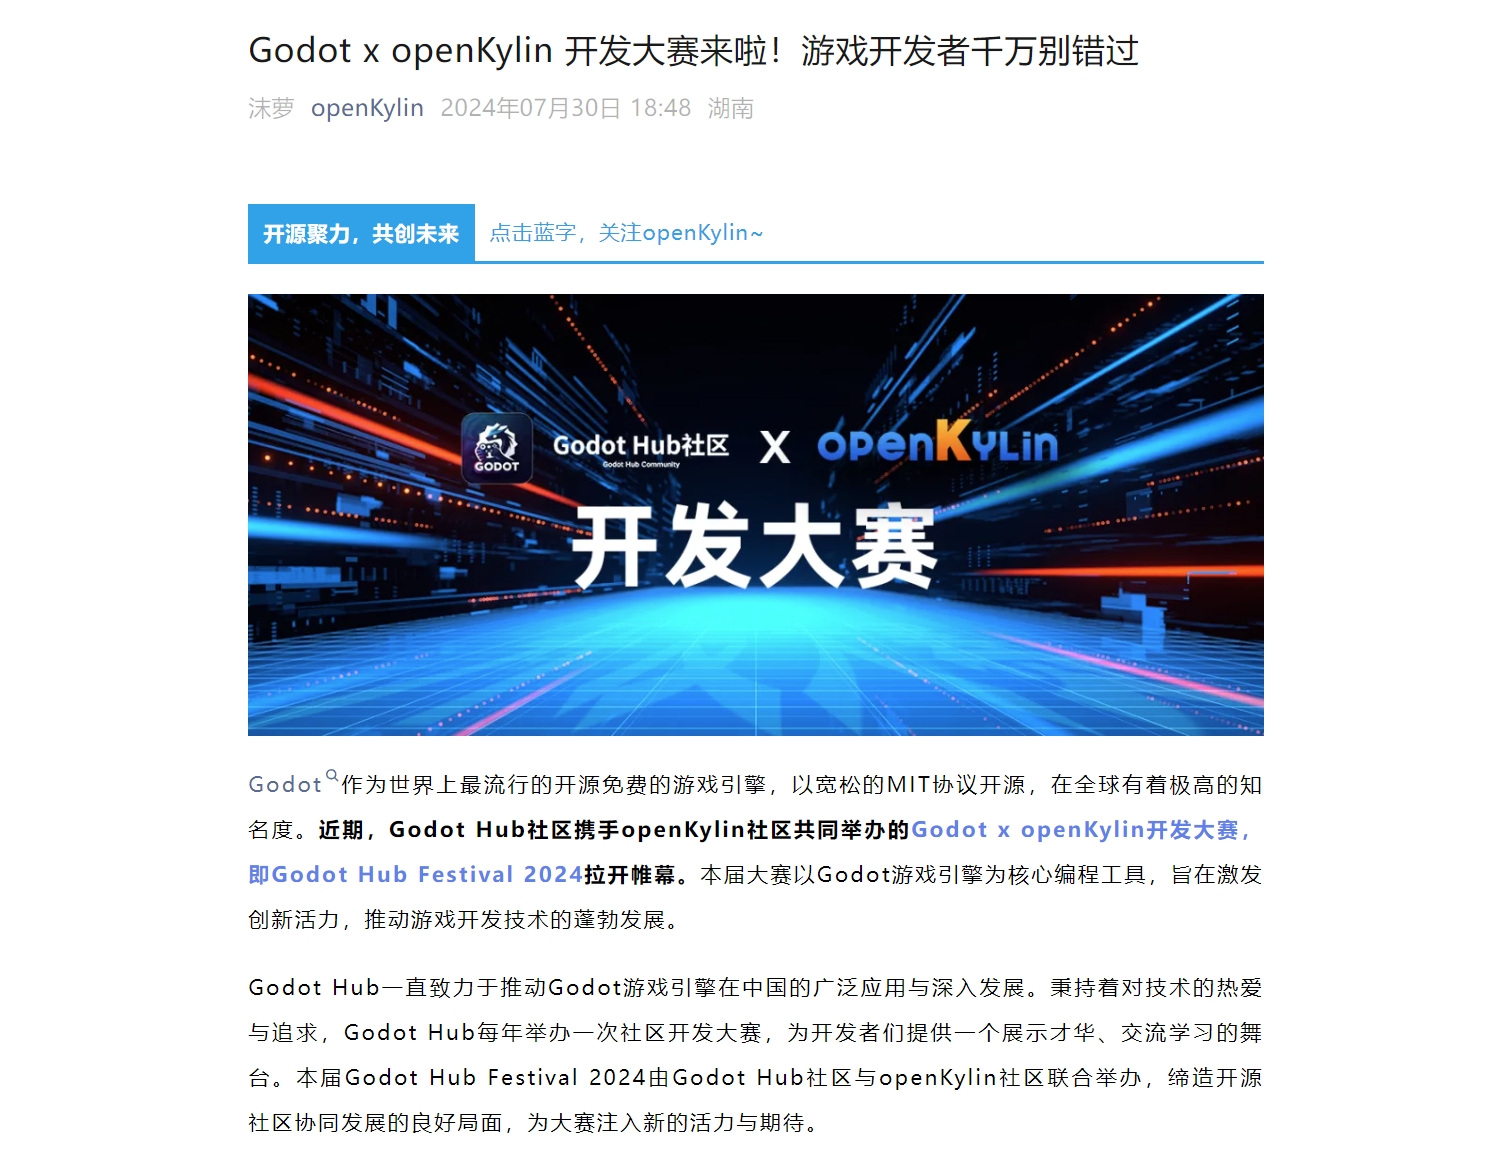 Godot x openKylin 开发大赛来啦！游戏开发者千万别错过
沫萝 openKylin 2024年07月30日 18:48 湖南
开源聚力，共创未来 点击蓝字，关注openKylin~
GODOT
Godot Hub社区 X openKylin
Godot Hub Community
开发大赛
Godot作为世界上最流行的开源免费的游戏引擎，以宽松的MIT协议开源，在全球有着极高的知
名度。近期，Godot Hub社区携手openKylin社区共同举办的Godot x openKylin开发大赛，
即Godot Hub Festival 2024拉开帷幕。本届大赛以Godot游戏引擎为核心编程工具，旨在激发
创新活力，推动游戏开发技术的蓬勃发展。
Godot Hub一直致力于推动Godot游戏引擎在中国的广泛应用与深入发展。秉持着对技术的热爱
与追求，Godot Hub每年举办一次社区开发大赛，为开发者们提供一个展示才华、交流学习的舞
台。本届Godot Hub Festival 2024由Godot Hub社区与openKylin社区联合举办，缔造开源
社区协同发展的良好局面，为大赛注入新的活力与期待。